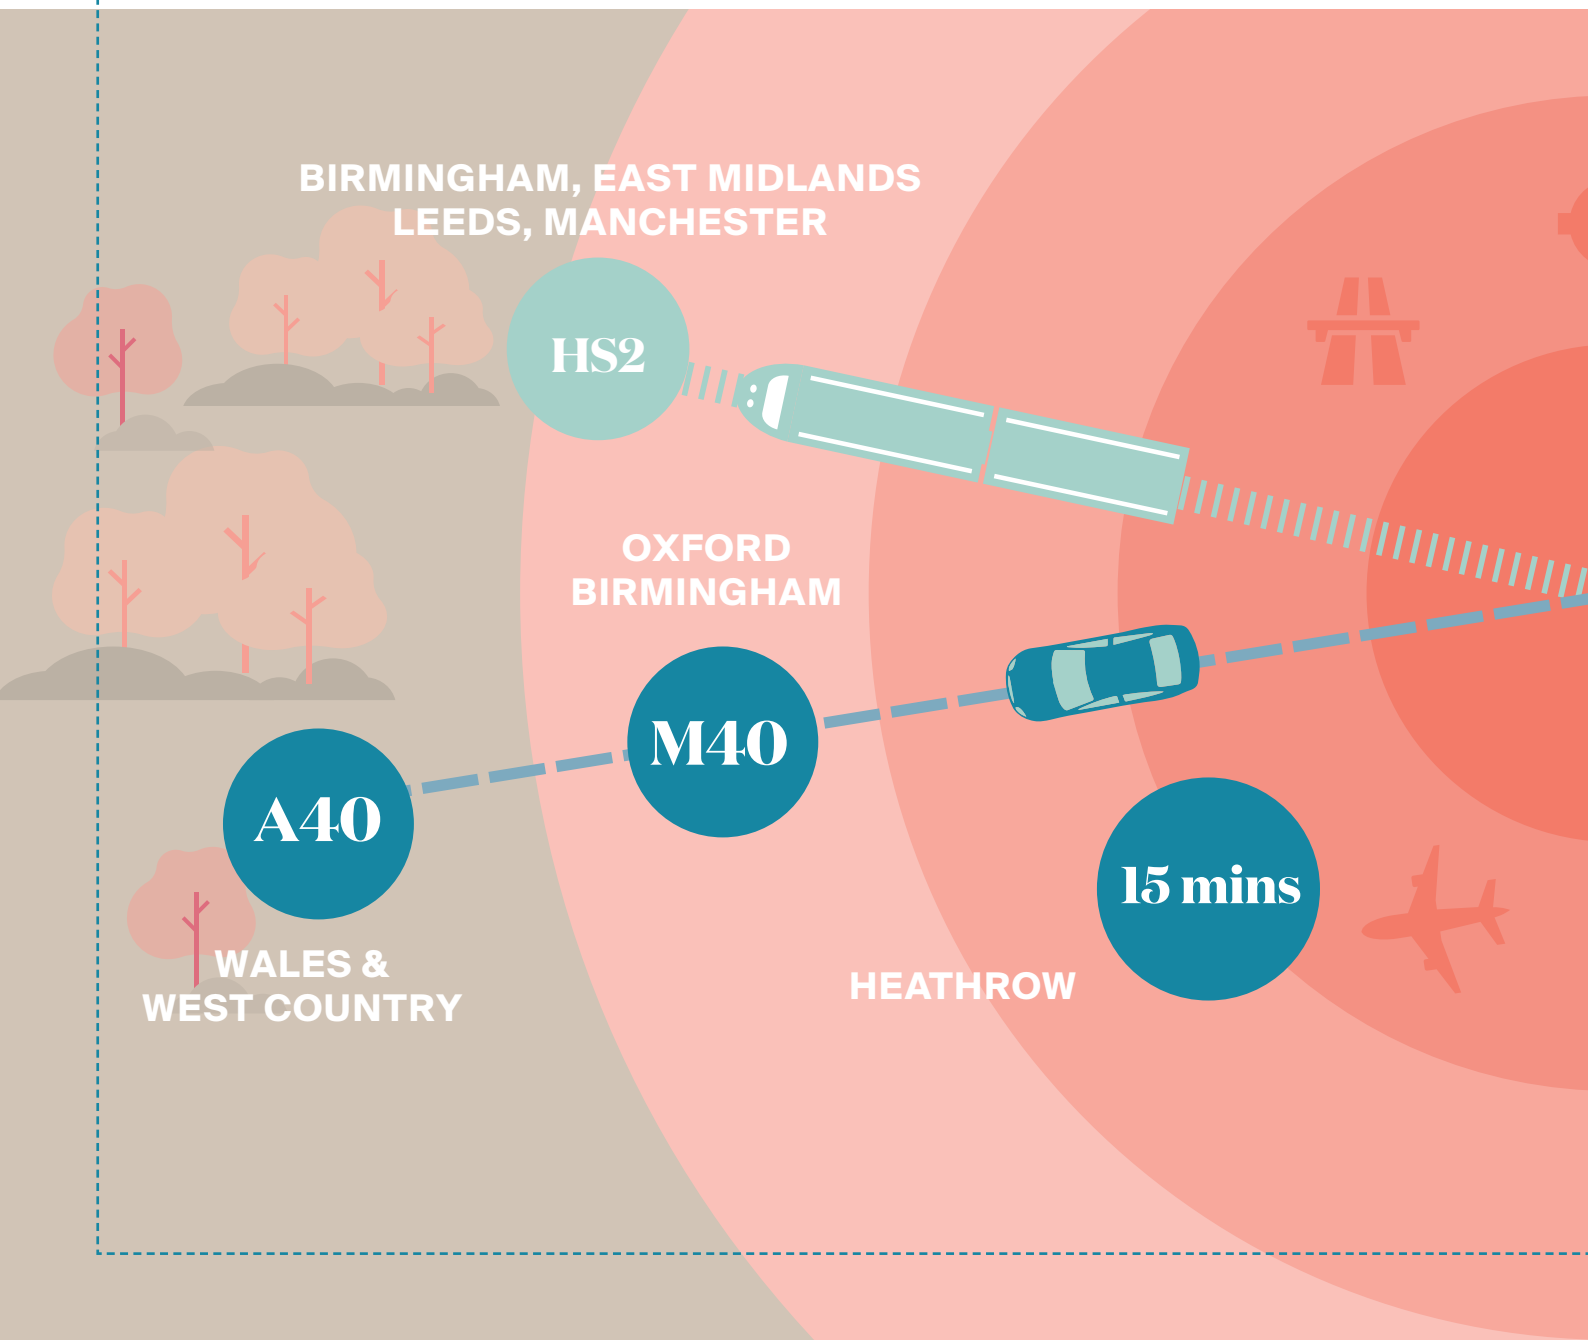 BIRMINGHAM, EAST MIDLANDS
LEEDS, MANCHESTER
HS2
OXFORD
BIRMINGHAM
M40
A40
15 mins
WALES &
WEST COUNTRY
HEATHROW